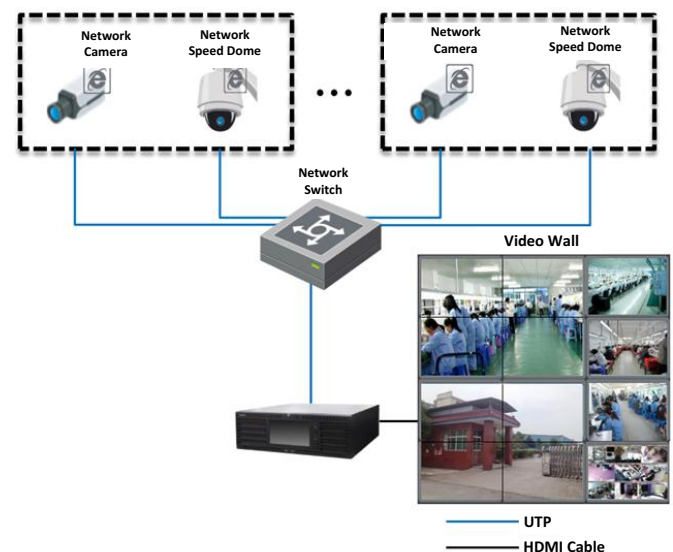 Network
Camera
Network
Speed Dome
Network
Camera
Network
Speed Dome
Network
Switch
Video Wall
UTP
HDMI Cable